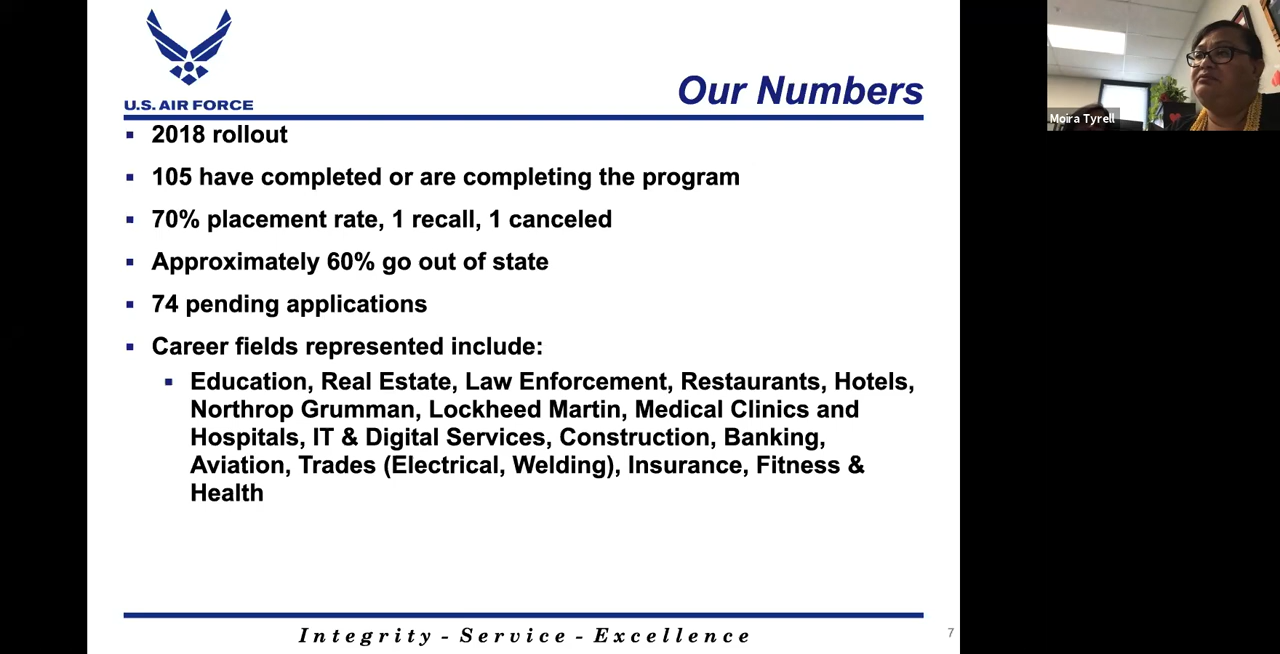 U.S. AIR FORCE
Our Numbers
2018 rollout
105 have completed or are completing the program
70% placement rate, 1 recall, 1 canceled
Approximately 60% go out of state
74 pending applications
Career fields represented include:
Education, Real Estate, Law Enforcement, Restaurants, Hotels,
Northrop Grumman, Lockheed Martin, Medical Clinics and
Hospitals, IT & Digital Services, Construction, Banking,
Aviation, Trades (Electrical, Welding), Insurance, Fitness &
Health
Integrity - Service - Excellence
7
Moira Tyrell